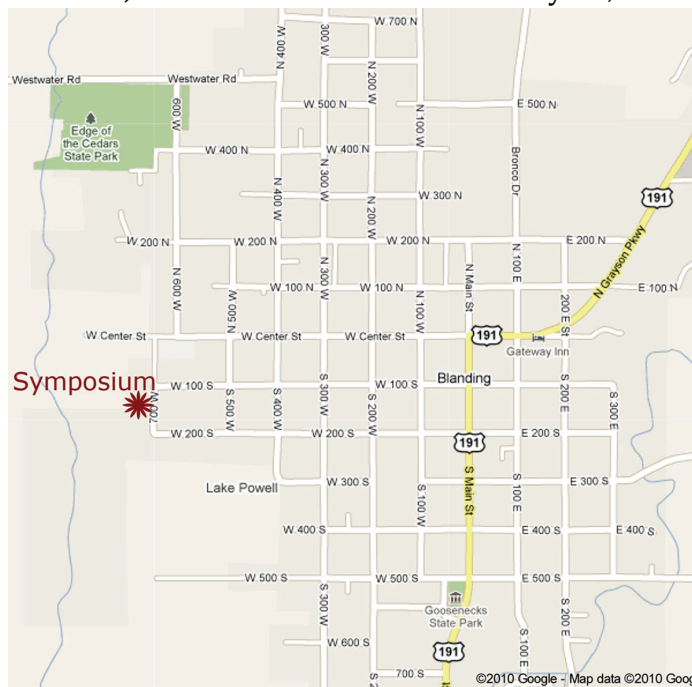 W 700 N
N 400 W
300 W
N 200 W
Westwater Rd
Westwater Rd
600 W
W 500 N
E 500 N
N 100 W
Edge of
the Cedars
State Park
W 400 N
W 400 N
Bronco Dr
N 400 W
N 300 W
N 200 W
W 300 N
191
W 200 N
W 200 N
W 200 N
E 200 N
N Grayson Pkwy
N 600 W
N 300 W
N Main St
N 100 E
W 100 N
W 100 N
E 100 N
N 100 W
200 E St
W Center St
W Center St
W Center St
191
Gateway Inn
Symposium
W 100 S
W 100 S
Blanding
S 500 W
S 400 W
S 300 W
S 200 W
S 200 E
S 300 E
W 200 S
W 200 S
191
E 200 S
Lake Powell
W 300 S
S 100 W
S Main St
S 100 E
E 300 S
W 400 S
E 400 S
E 400 S
W 500 S
W 500 S
E 500 S
S 300 W
Goosenecks
State Park
S 200 E
S 100 E
W 600 S
191
700 S
©2010 Google - Map data ©2010 Goog